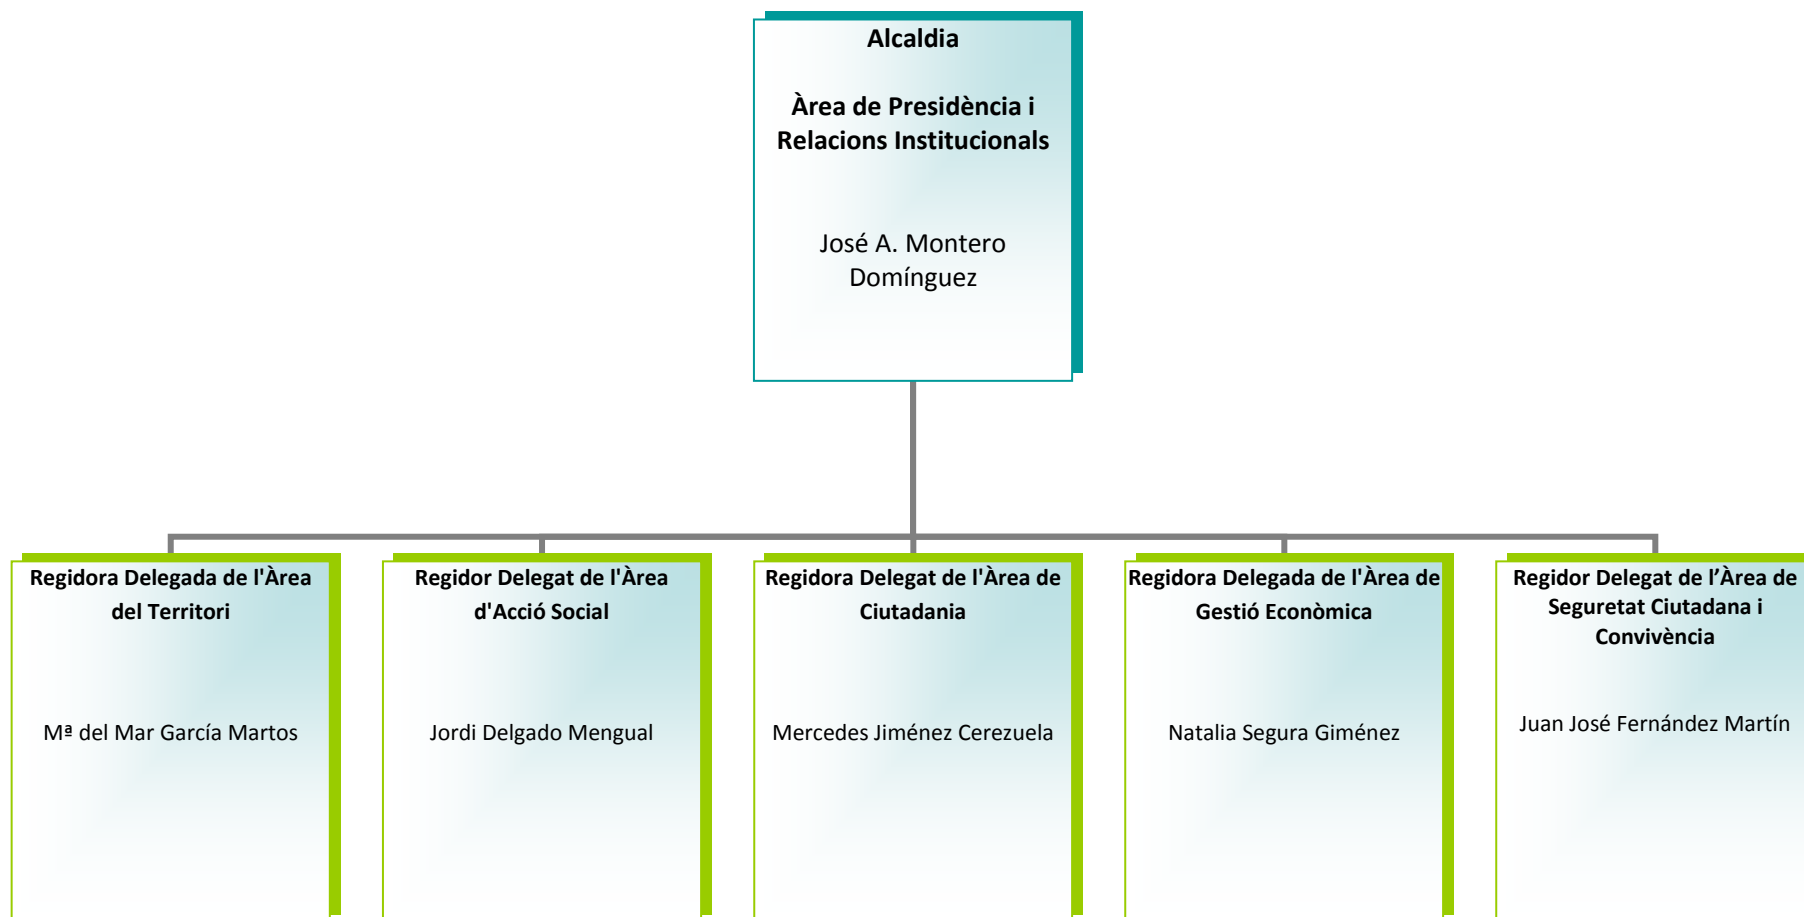 Alcaldia
Àrea de Presidència i
Relacions Institucionals
José A. Montero
Domínguez
Regidora Delegada de l'Àrea
del Territori
Mª del Mar García Martos
Regidor Delegat de l'Àrea
d'Acció Social
Jordi Delgado Mengual
Regidora Delegat de l'Àrea de
Ciutadania
Mercedes Jiménez Cerezuela
Regidora Delegada de l'Àrea de
Gestió Econòmica
Natalia Segura Giménez
Regidor Delegat de l’Àrea de
Seguretat Ciutadana i
Convivència
Juan José Fernández Martín